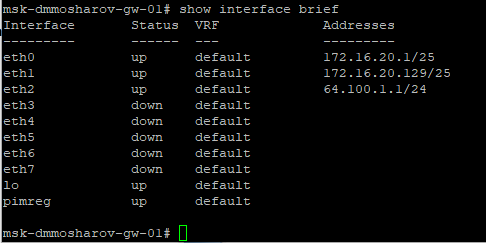 msk-dmmosharov-gw-01# show interface brief
Interface       Status  VRF             Addresses
---------       ------  ---             ---------
eth0            up      default         172.16.20.1/25
eth1            up      default         172.16.20.129/25
eth2            up      default         64.100.1.1/24
eth3            down    default
eth4            down    default
eth5            down    default
eth6            down    default
eth7            down    default
lo              up      default
pimreg          up      default
msk-dmmosharov-gw-01#